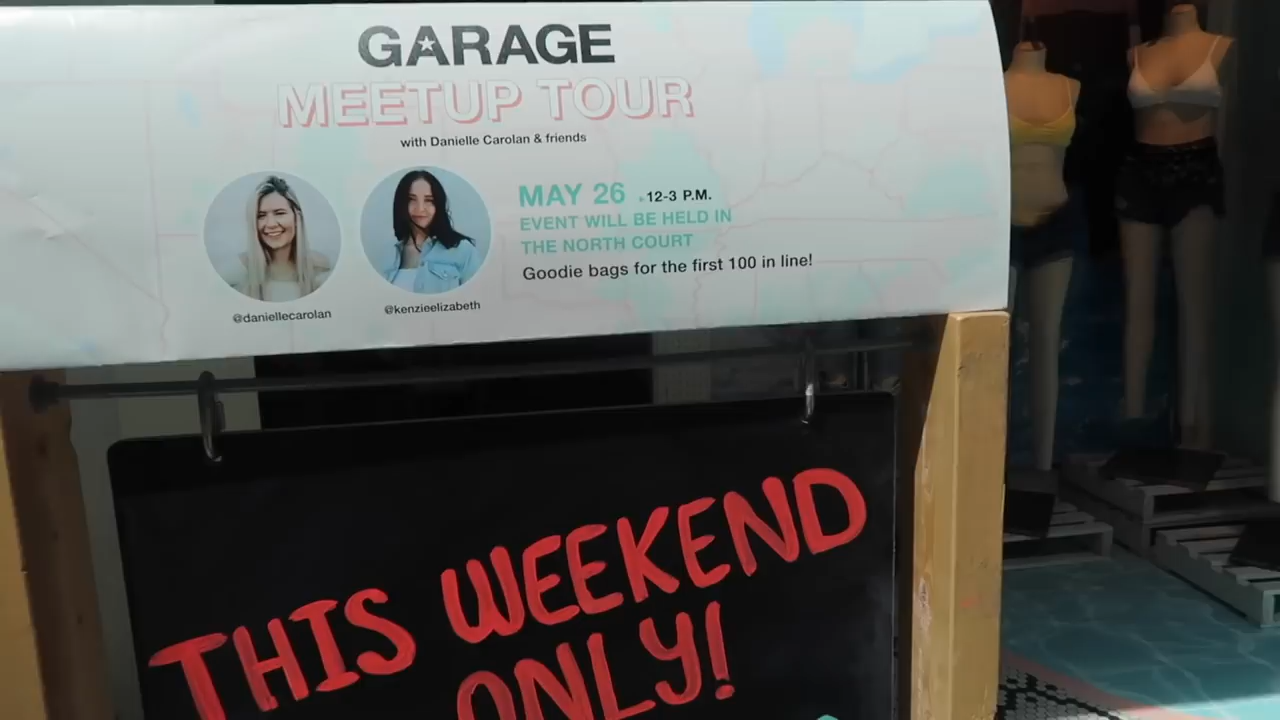 GARAGE
MEETUP TOUR
with Danielle Carolan & friends
MAY 26 12-3 P.M.
EVENT WILL BE HELD IN
THE NORTH COURT
Goodie bags for the first 100 in line!
@daniellecarolan @kenzieelizabeth
THIS WEEKEND
ONLY!